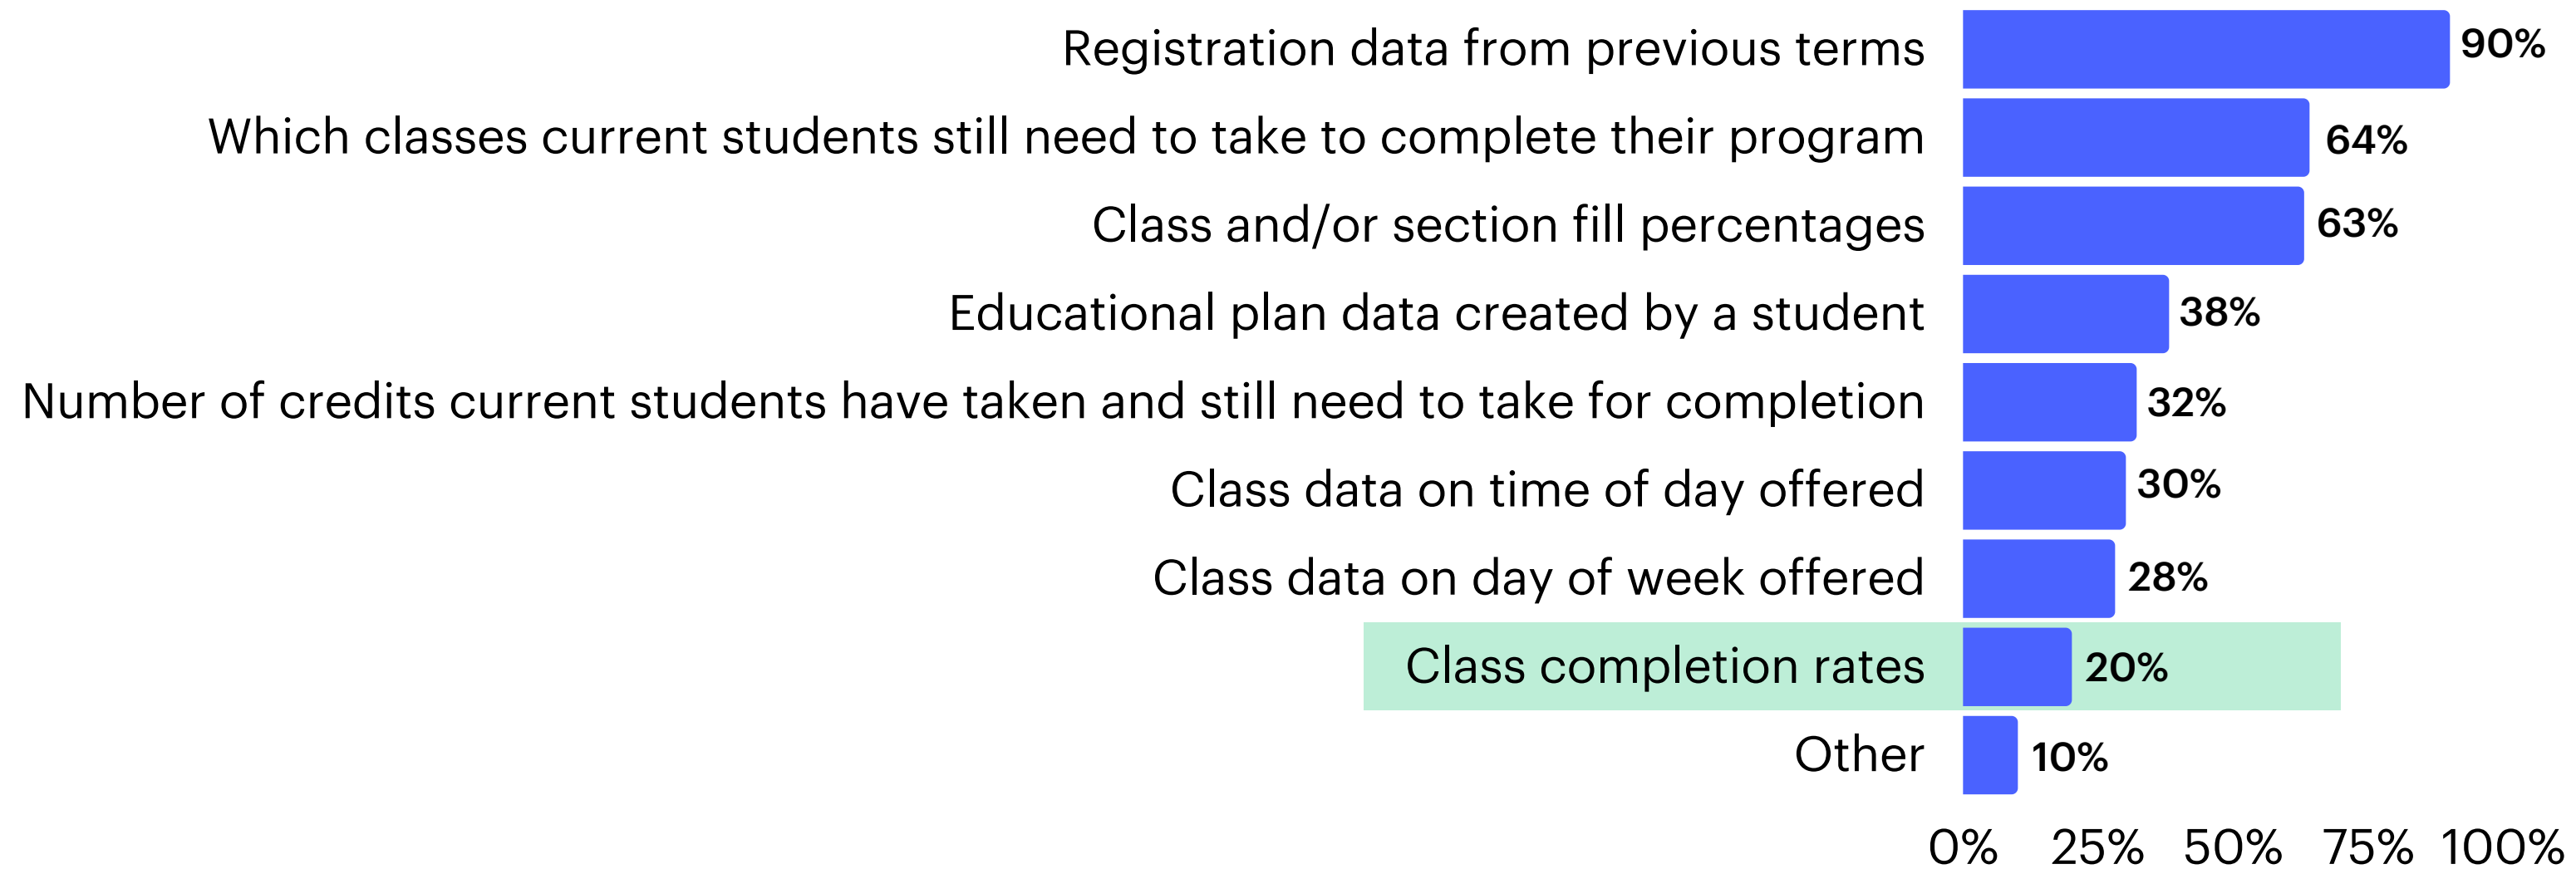 Registration data from previous terms 90%
Which classes current students still need to take to complete their program 64%
Class and/or section fill percentages 63%
Educational plan data created by a student 38%
Number of credits current students have taken and still need to take for completion 32%
Class data on time of day offered 30%
Class data on day of week offered 28%
Class completion rates 20%
Other 10%
0% 25% 50% 75% 100%